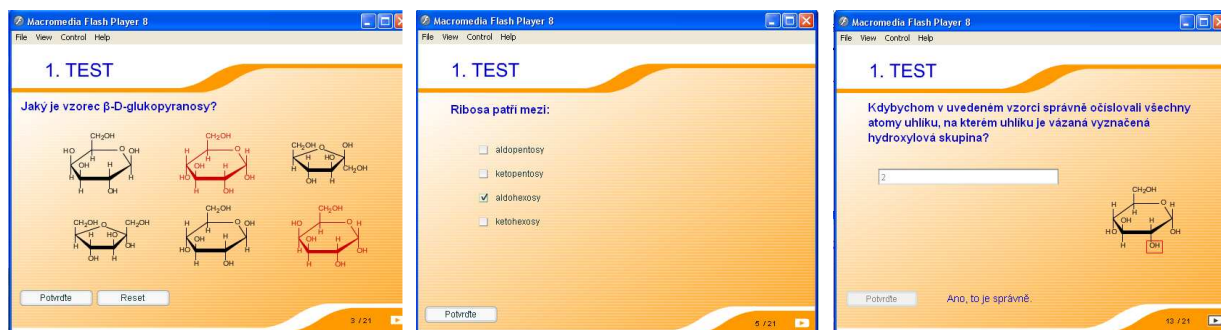 Macromedia Flash Player 8
File View Control Help
1. TEST
Jaký je vzorec β-D-glukopyranosy?
Potvrďte
Reset
3 / 21
Macromedia Flash Player 8
File View Control Help
1. TEST
Ribosa patří mezi:
aldopentosy
ketopentosy
aldohexosy
ketohexosy
Potvrďte
5 / 21
Macromedia Flash Player 8
File View Control Help
1. TEST
Kdybychom v uvedeném vzorci správně očíslovali všechny
atomy uhlíku, na kterém uhlíku je vázaná vyznačená
hydroxylová skupina?
2
CH₂OH
H
O
H
H
OH
H
HO
OH
H
OH
Potvrďte
Ano, to je správně.
13 / 21